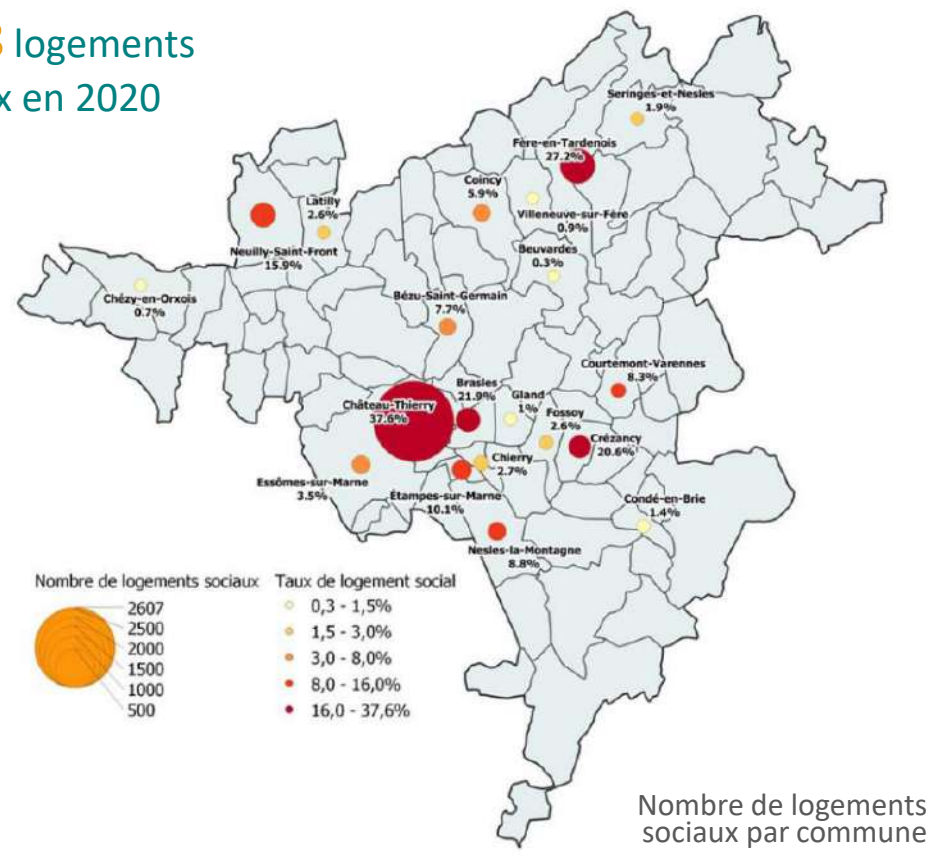 logements
en 2020
Seringes-et-Nesles
1.9%
Fère-en-Tardenois
27.2%
Coincy
5.9%
Latilly
2.6%
Villeneuve-sur-Fère
0.9%
Neuilly-Saint-Front
15.9%
Beuvardes
0.3%
Chézy-en-Orxois
0.7%
Bézu-Saint-Germain
7.7%
Courtemont-Varennes
8.3%
Brasles
21.9%
Gland
1%
Château-Thierry
37.6%
Fossoy
2.6%
Crézancy
20.6%
Chierry
2.7%
Essômes-sur-Marne
3.5%
Étampes-sur-Marne
10.1%
Condé-en-Brie
1.4%
Nesles-la-Montagne
8.8%
Nombre de logements sociaux
2607
2500
2000
1500
1000
500
Taux de logement social
0,3 - 1,5%
1,5 - 3,0%
3,0 - 8,0%
8,0 - 16,0%
16,0 - 37,6%
Nombre de logements
sociaux par commune